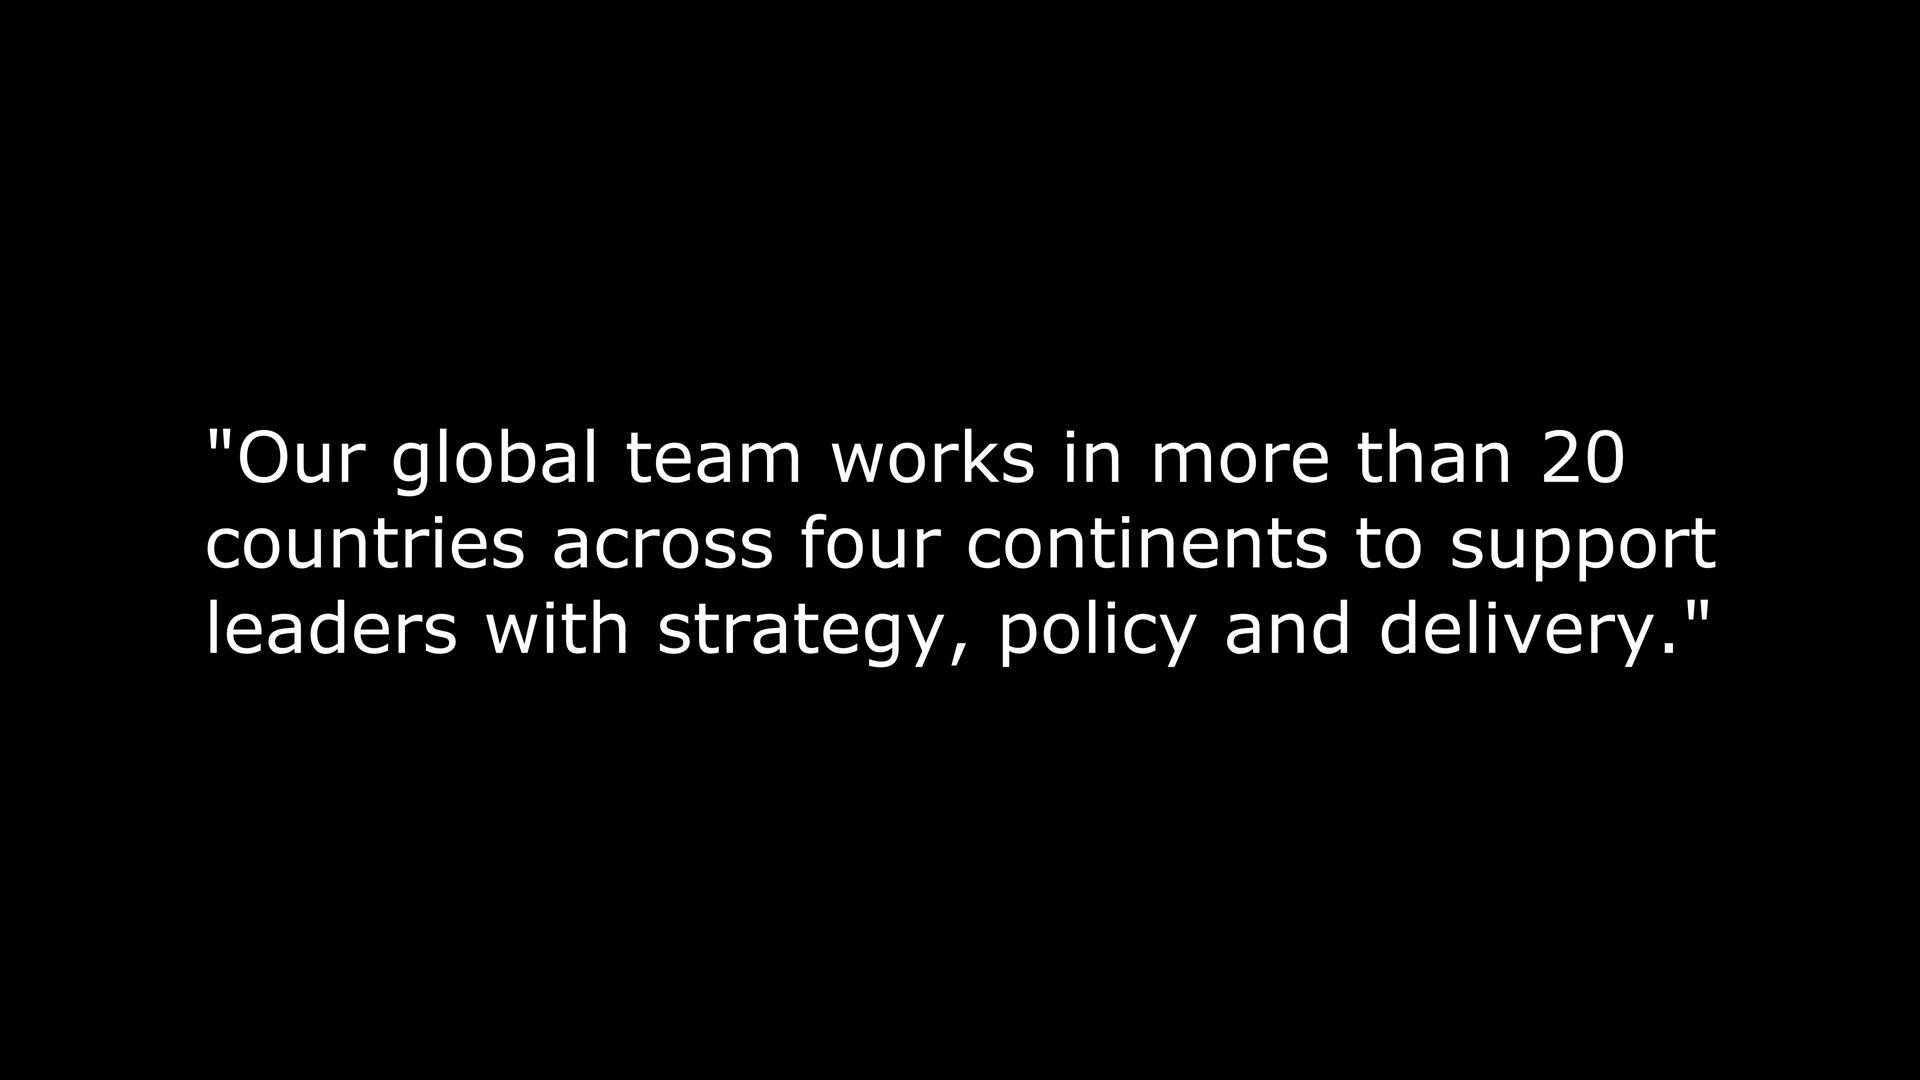 "Our global team works in more than 20
countries across four continents to support
leaders with strategy, policy and delivery."